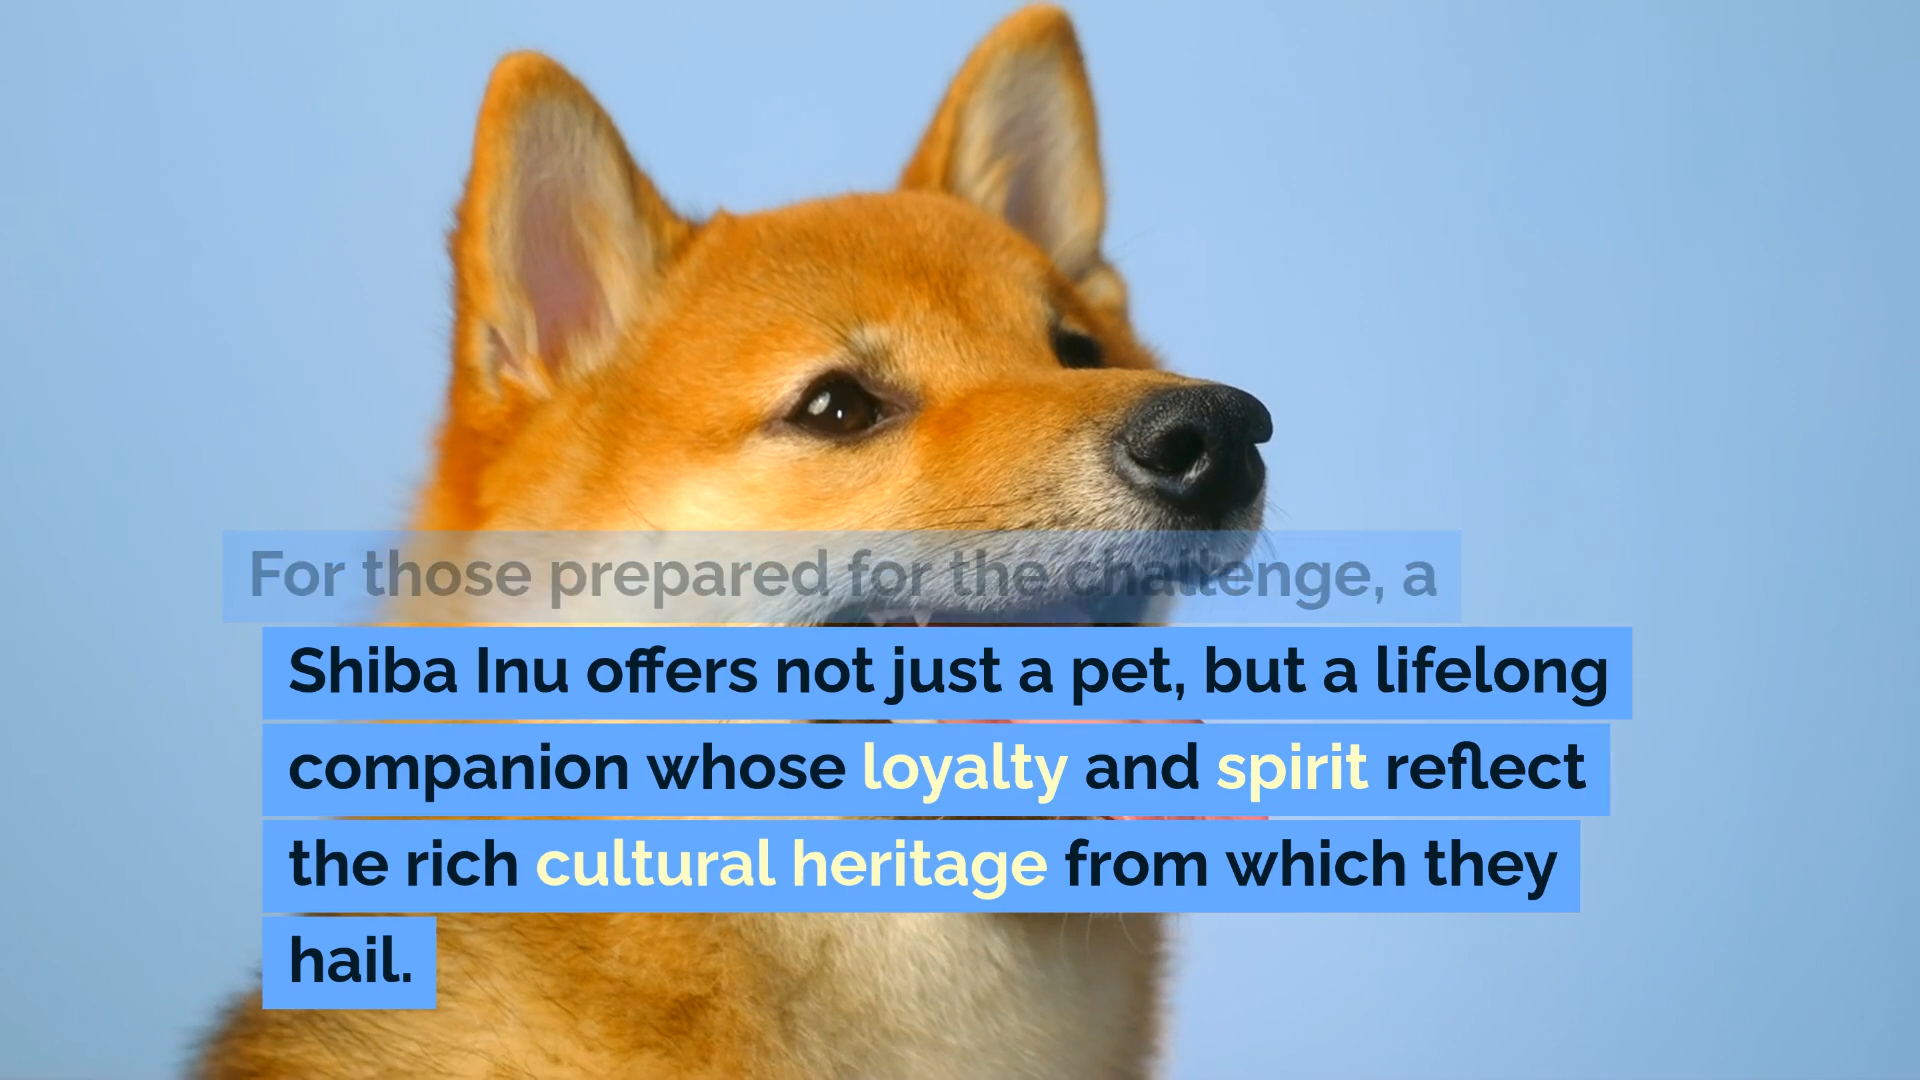 For those prepared for the challenge, a
Shiba Inu offers not just a pet, but a lifelong
companion whose loyalty and spirit reflect
the rich cultural heritage from which they
hail.